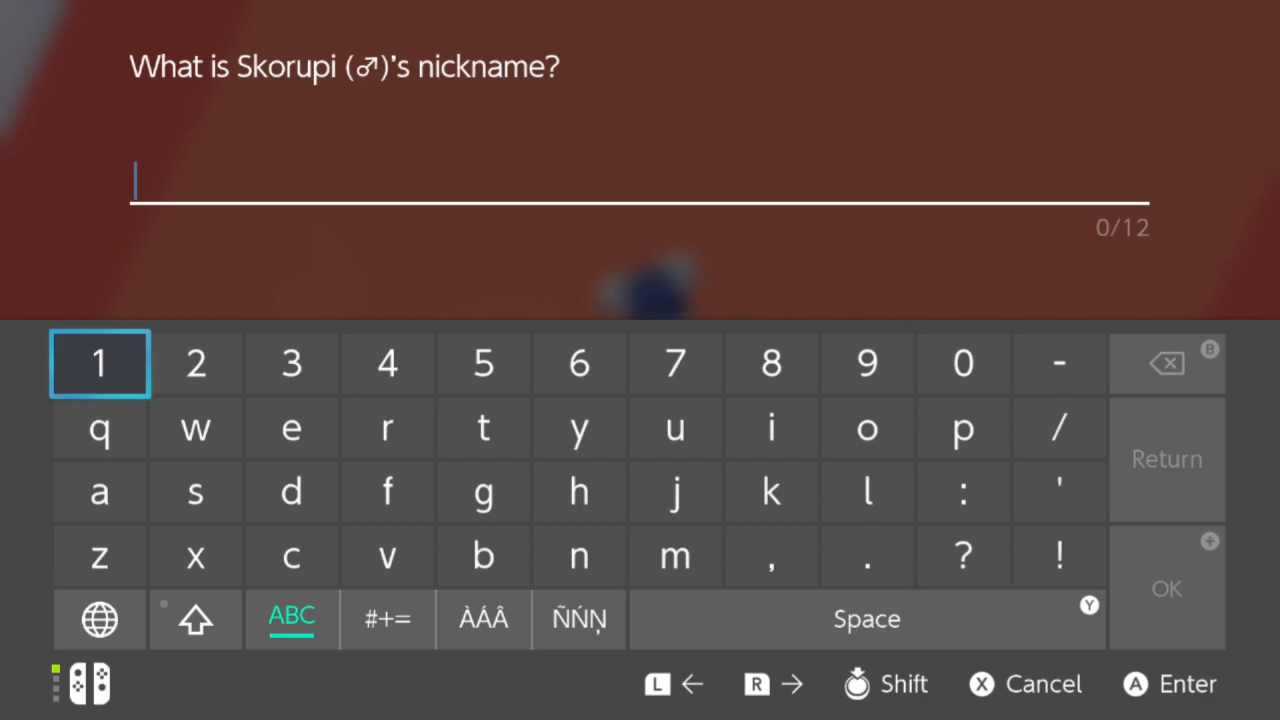 What is Skorupi (♂)'s nickname?
0/12
1 2 3 4 5 6 7 8 9 0 - B
q w e r t y u i o p /
a s d f g h j k l : ' Return
z x c v b n m , . ? ! + OK
ABC #+= ÀÁÂ ÑŃŅ Space Y
L ← R → Shift X Cancel A Enter